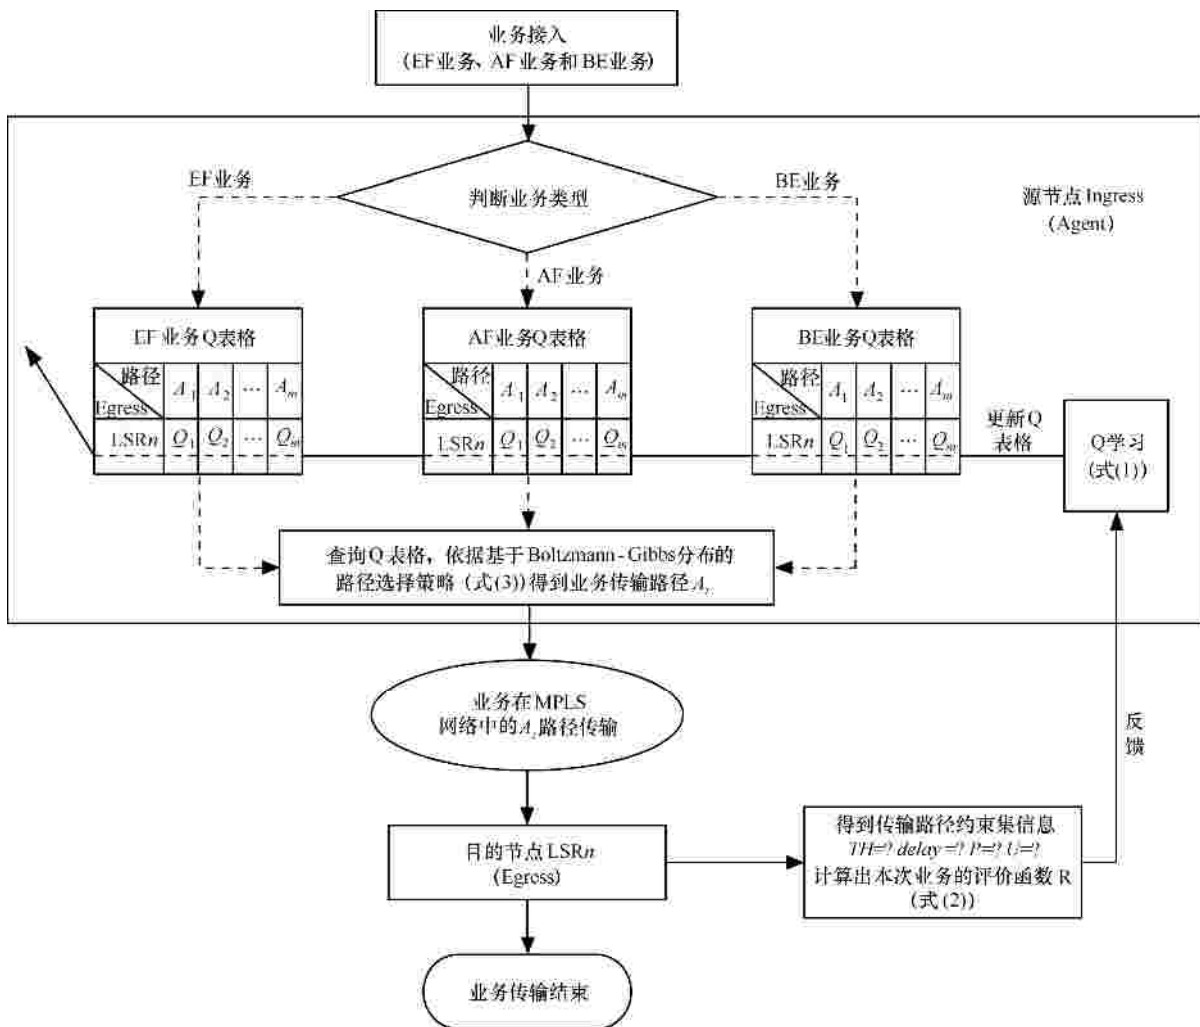 业务接入
(EF业务、AF业务和BE业务)
EF业务
判断业务类型
BE业务
源节点Ingress
(Agent)
AF业务
EF业务Q表格
路径 A1 A2 … Am
Egress
LSRn Q1 Q2 … Qm
AF业务Q表格
路径 A1 A2 … Am
Egress
LSRn Q1 Q2 … Qm
BE业务Q表格
路径 A1 A2 … Am
Egress
LSRn Q1 Q2 … Qm
更新Q
表格
Q学习
(式(1))
查询Q表格，依据基于Boltzmann-Gibbs分布的
路径选择策略（式(3))得到业务传输路径
业务在MPLS
网络中的 路径传输
反
馈
目的节点LSRn
(Egress)
得到传输路径约束集信息
TH=? delay=? P=? U=?
计算出本次业务的评价函数R
(式(2))
业务传输结束